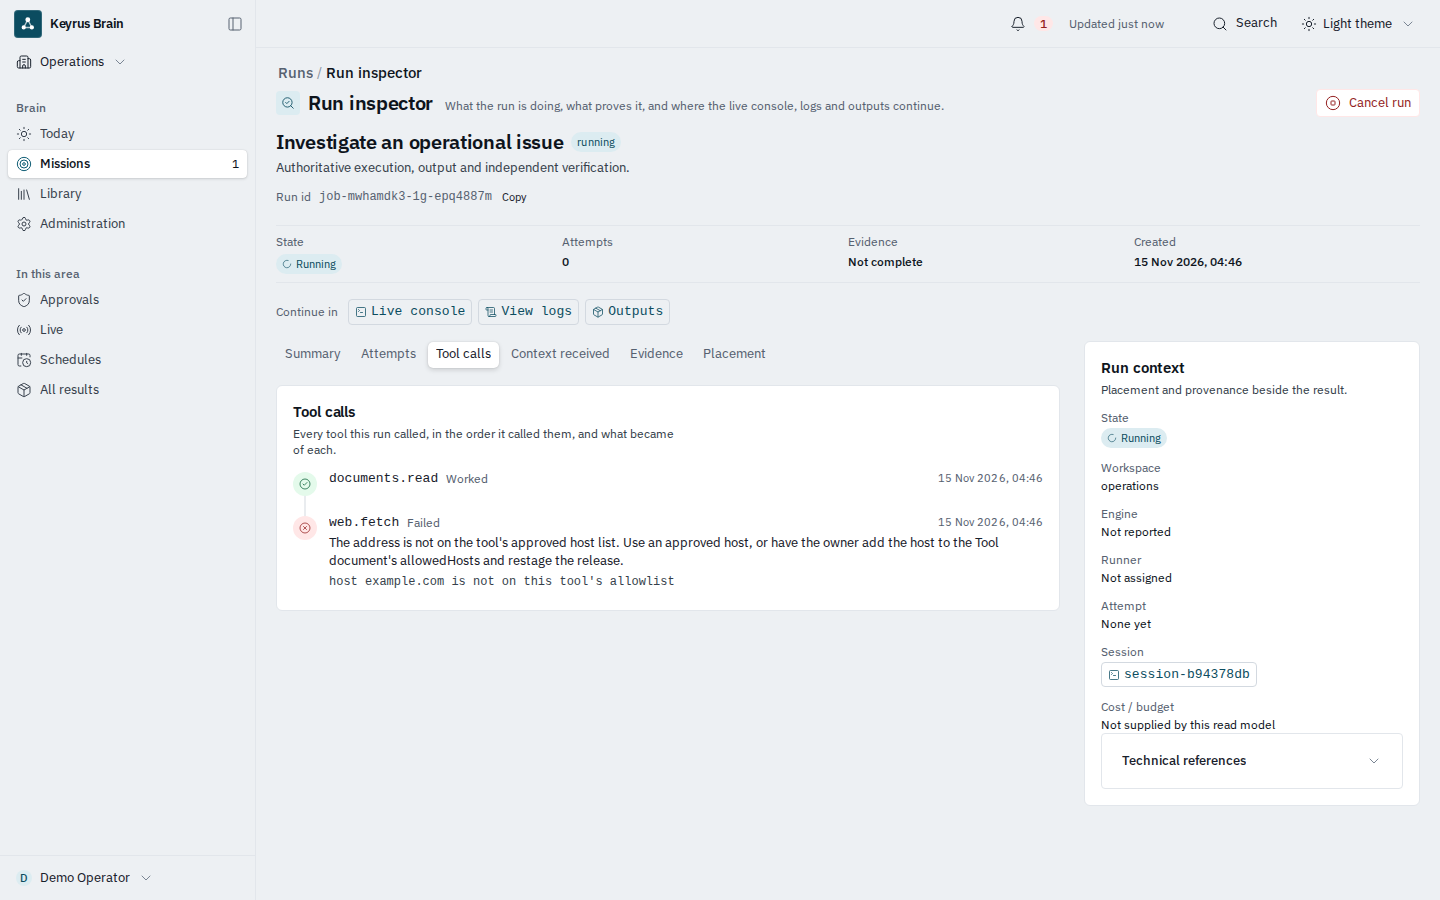 Keyrus Brain
Operations
Brain
Today
Missions 1
Library
Administration
In this area
Approvals
Live
Schedules
All results
D Demo Operator
1 Updated just now Search Light theme
Runs / Run inspector
Run inspector What the run is doing, what proves it, and where the live console, logs and outputs continue.
Cancel run
Investigate an operational issue running
Authoritative execution, output and independent verification.
Run id job-mwhamdk3-1g-epq4887m Copy
State Attempts Evidence Created
Running 0 Not complete 15 Nov 2026, 04:46
Continue in Live console View logs Outputs
Summary Attempts Tool calls Context received Evidence Placement
Tool calls
Every tool this run called, in the order it called them, and what became
of each.
documents.read Worked 15 Nov 2026, 04:46
web.fetch Failed 15 Nov 2026, 04:46
The address is not on the tool's approved host list. Use an approved host, or have the owner add the host to the Tool
document's allowedHosts and restage the release.
host example.com is not on this tool's allowlist
Run context
Placement and provenance beside the result.
State
Running
Workspace
operations
Engine
Not reported
Runner
Not assigned
Attempt
None yet
Session
session-b94378db
Cost / budget
Not supplied by this read model
Technical references